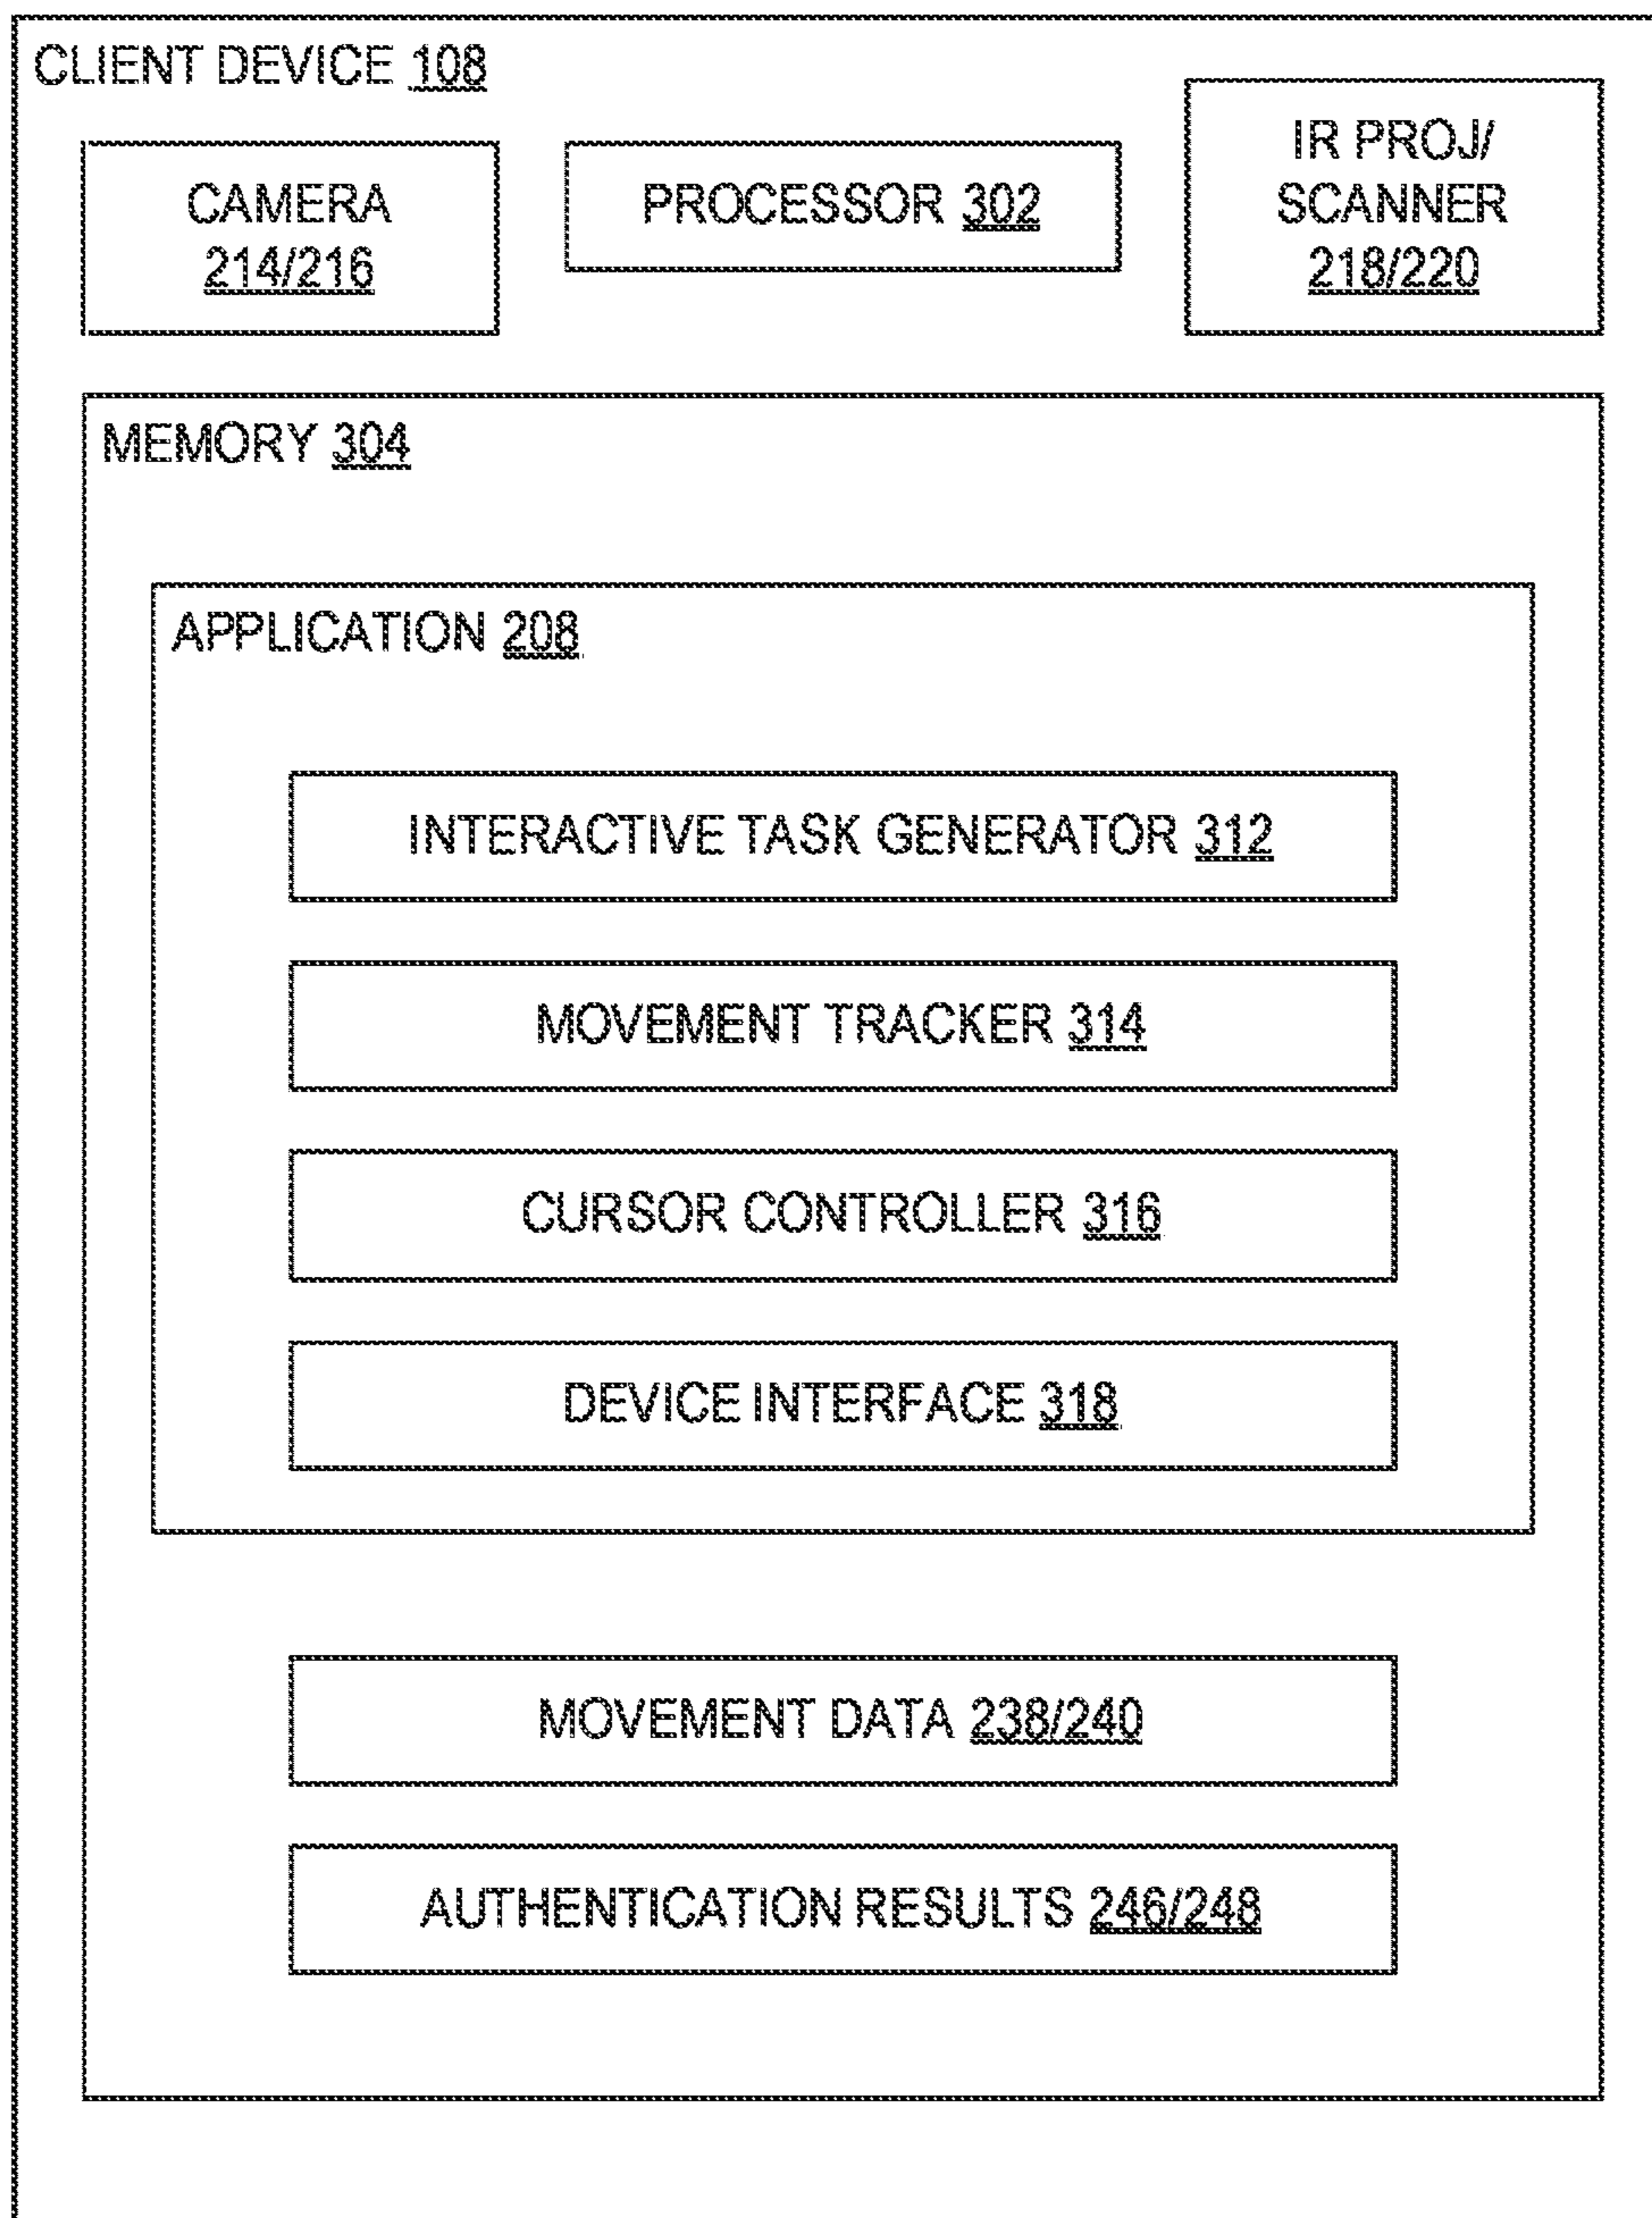 CLIENT DEVICE 108
CAMERA
214/216
PROCESSOR 302
IR PROJ/
SCANNER
218/220
MEMORY 304
APPLICATION 208
INTERACTIVE TASK GENERATOR 312
MOVEMENT TRACKER 314
CURSOR CONTROLLER 316
DEVICE INTERFACE 318
MOVEMENT DATA 238/240
AUTHENTICATION RESULTS 246/248